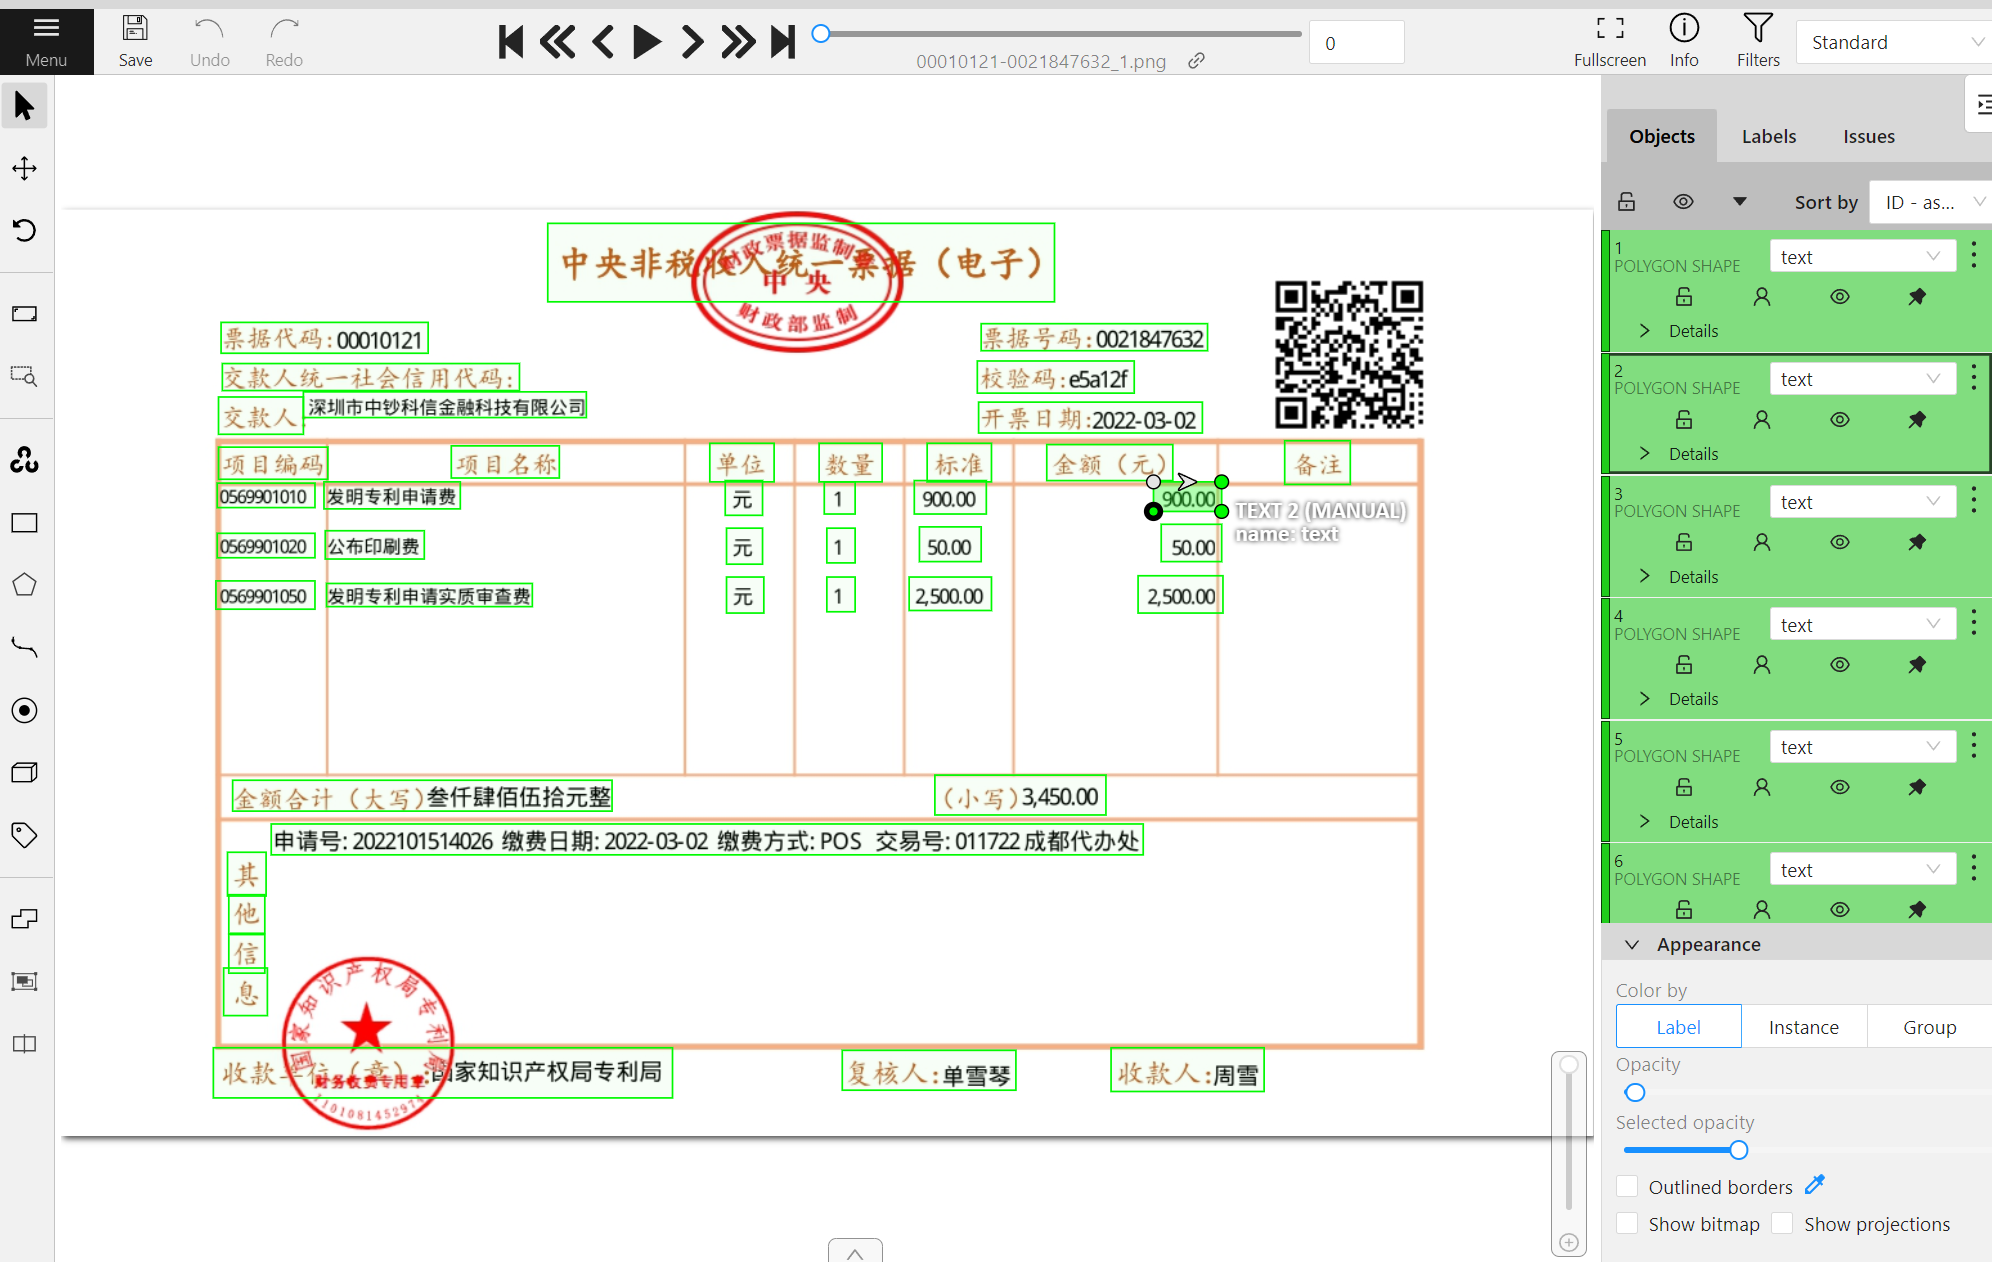 Menu
Save
Undo
Redo
00010121-0021847632_1.png
0
Fullscreen
Info
Filters
Standard
Objects
Labels
Issues
Sort by
ID - as...
中央非税收入统一票据（电子）
财政票据监制章
中央
财政部监制
票据代码:00010121
票据号码:0021847632
交款人统一社会信用代码:
校验码:e5a12f
交款人:深圳市中钞科信金融科技有限公司
开票日期:2022-03-02
项目编码 项目名称 单位 数量 标准 金额（元） 备注
0569901010 发明专利申请费 元 1 900.00 900.00
TEXT 2 (MANUAL)
name: text
0569901020 公布印刷费 元 1 50.00 50.00
0569901050 发明专利申请实质审查费 元 1 2,500.00 2,500.00
金额合计（大写）叁仟肆佰伍拾元整 （小写）3,450.00
申请号: 2022101514026 缴费日期: 2022-03-02 缴费方式: POS 交易号: 011722 成都代办处
其
他
信
息
国家知识产权局专利局
财务收费专用章
1101081452974
收款单位（章）:国家知识产权局专利局 复核人:单雪琴 收款人:周雪
1
POLYGON SHAPE
text
Details
2
POLYGON SHAPE
text
Details
3
POLYGON SHAPE
text
Details
4
POLYGON SHAPE
text
Details
5
POLYGON SHAPE
text
Details
6
POLYGON SHAPE
text
Appearance
Color by
Label
Instance
Group
Opacity
Selected opacity
Outlined borders
Show bitmap
Show projections